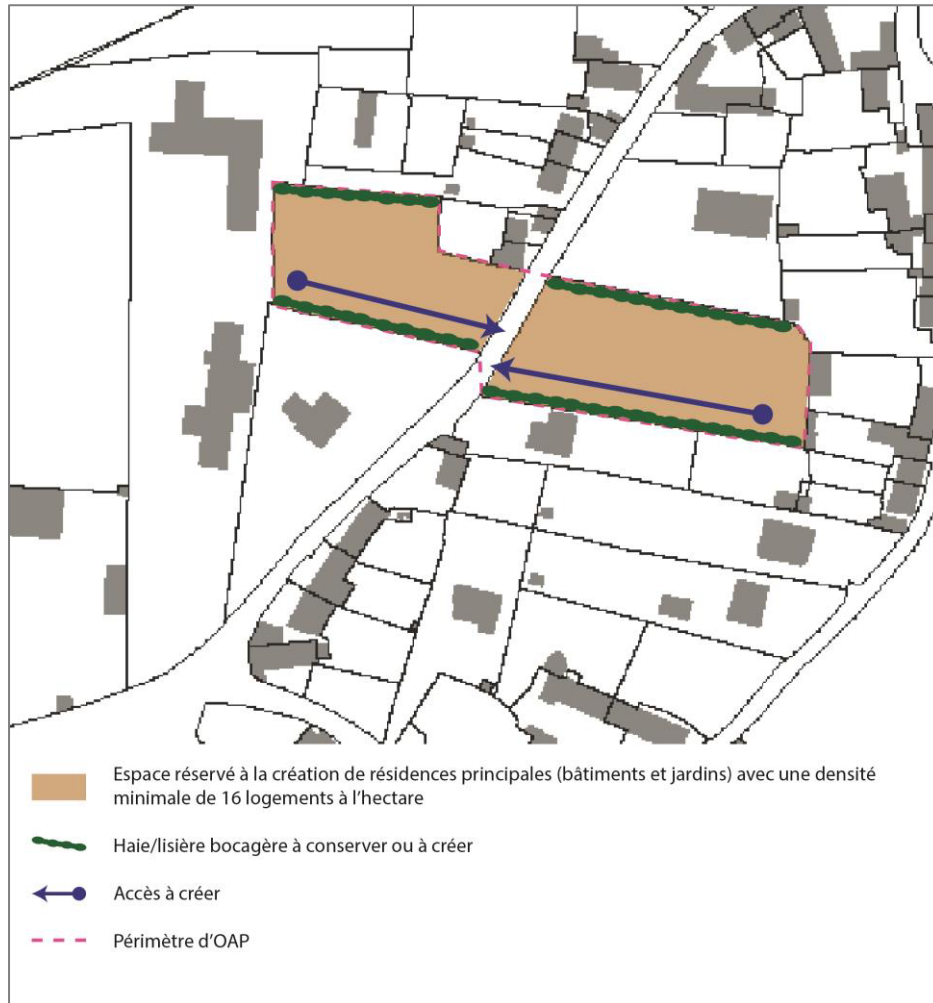 Espace réservé à la création de résidences principales (bâtiments et jardins) avec une densité
minimale de 16 logements à l’hectare
Haie/lisière bocagère à conserver ou à créer
Accès à créer
Périmètre d’OAP